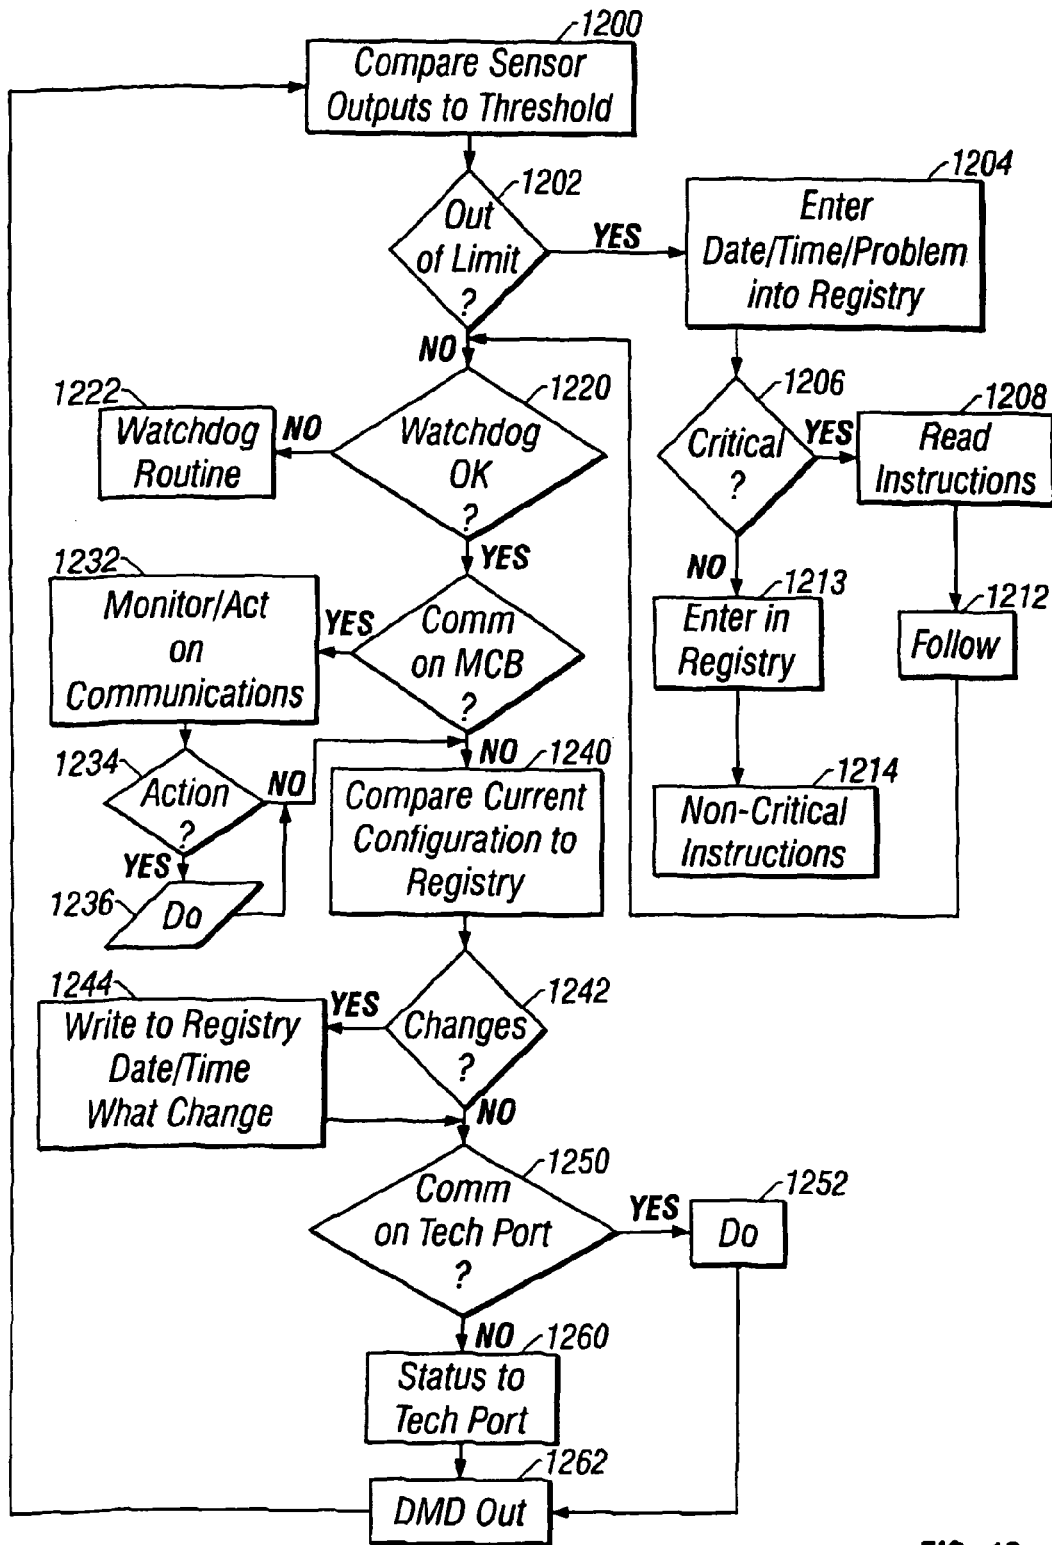 1200
Compare Sensor
Outputs to Threshold
1202
Out
of Limit
?
YES
1204
Enter
Date/Time/Problem
into Registry
NO
1206
Critical
?
YES
1208
Read
Instructions
1220
Watchdog
OK
?
NO
1222
Watchdog
Routine
YES
NO
1213
Enter in
Registry
1212
Follow
1214
Non-Critical
Instructions
Comm
on MCB
?
YES
1232
Monitor/Act
on
Communications
1234
Action
?
NO
YES
1236
Do
NO
1240
Compare Current
Configuration to
Registry
1242
Changes
?
YES
1244
Write to Registry
Date/Time
What Change
NO
1250
Comm
on Tech Port
?
YES
1252
Do
NO
1260
Status to
Tech Port
1262
DMD Out